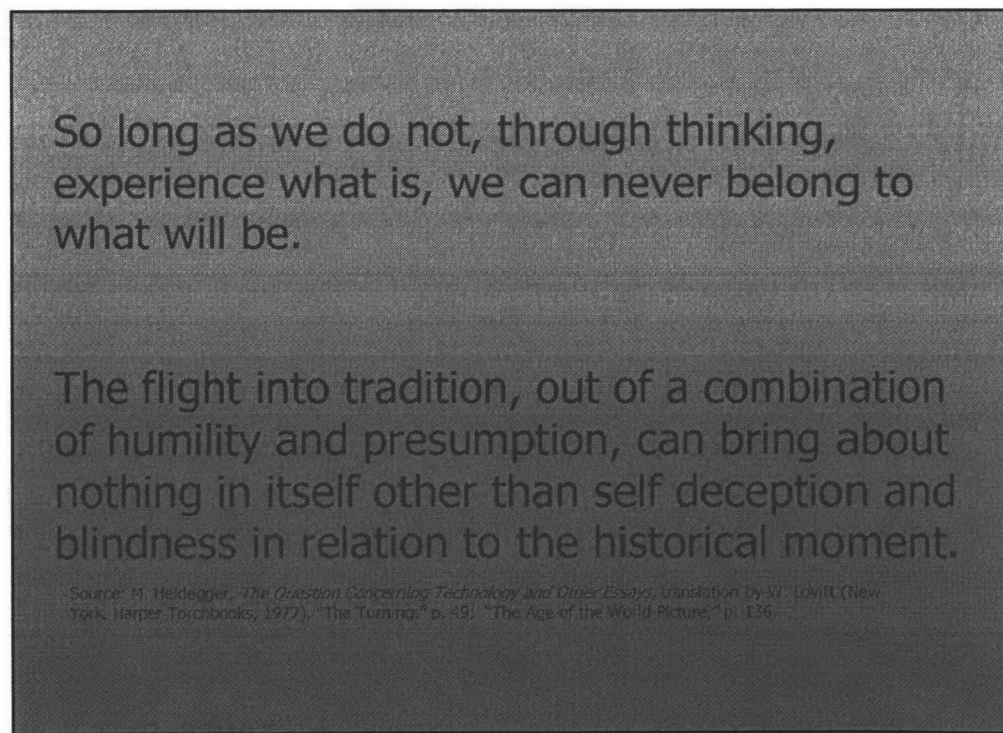 So long as we do not, through thinking,
experience what is, we can never belong to
what will be.
The flight into tradition, out of a combination
of humility and presumption, can bring about
nothing in itself other than self deception and
blindness in relation to the historical moment.
Source: M. Heidegger, The Question Concerning Technology and Other Essays, translation by W. Lovitt (New
York, Harper Torchbooks, 1977), "The Turning," p. 49; "The Age of the World Picture," p. 136.